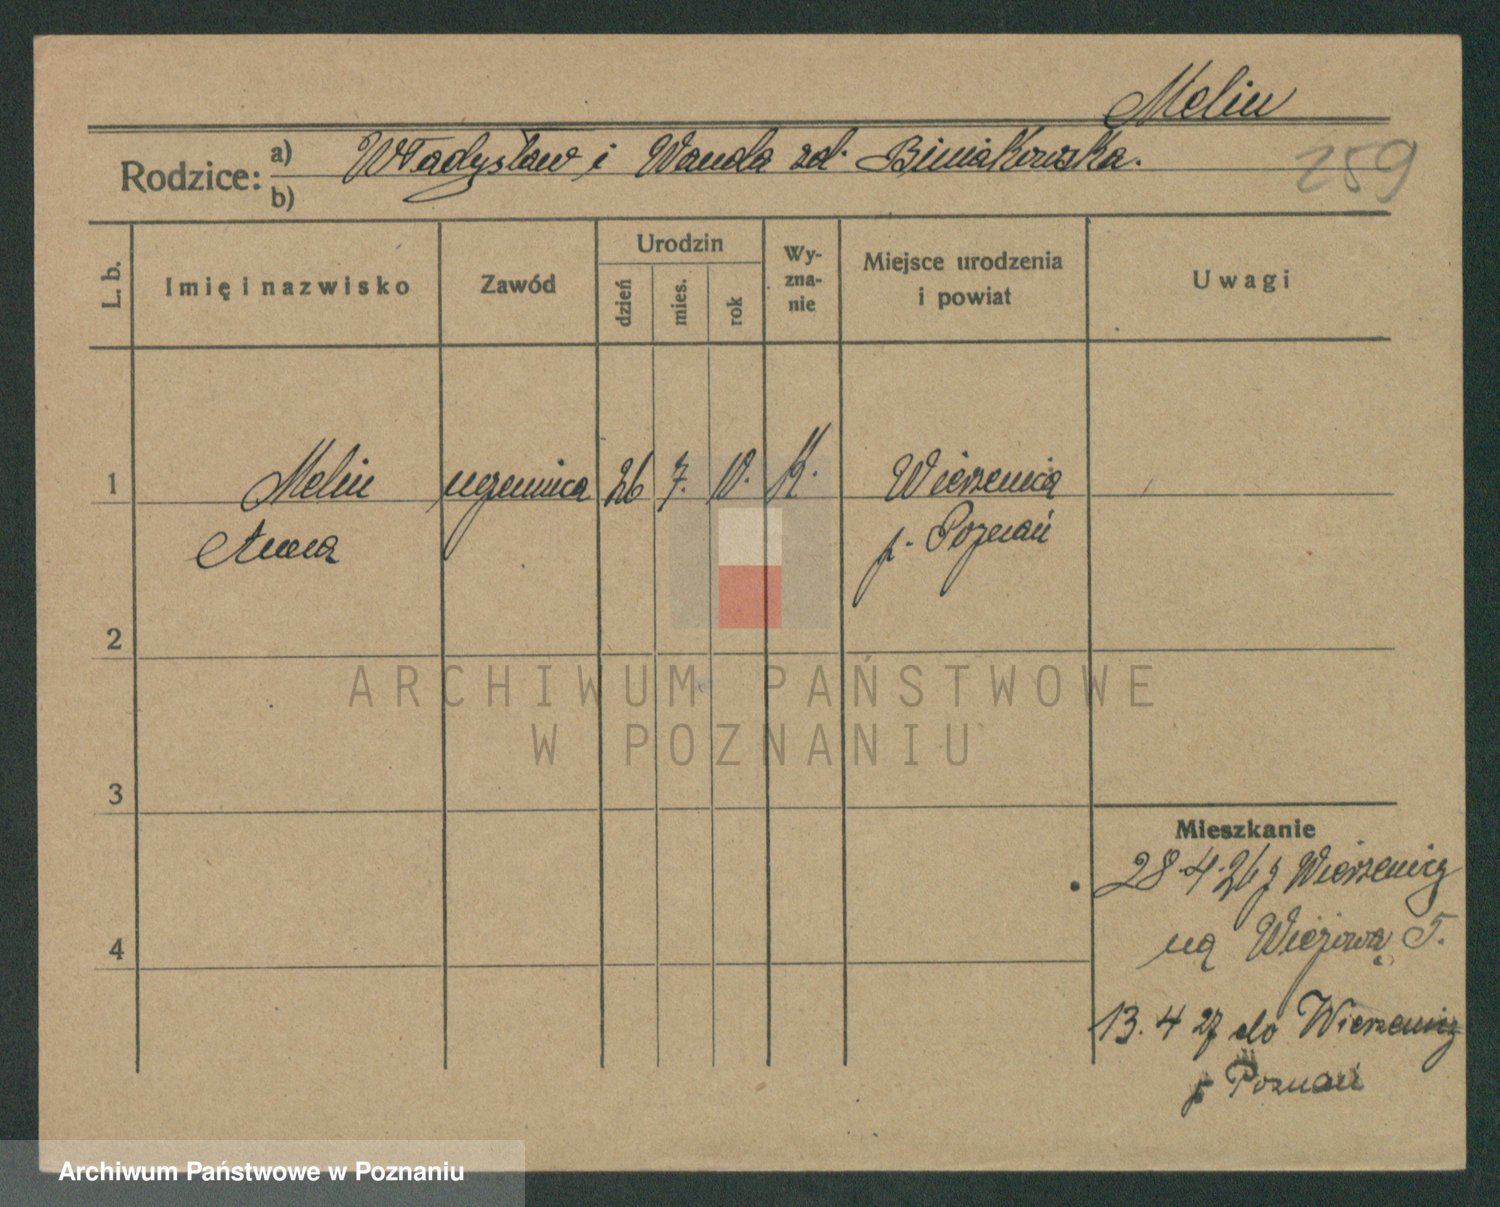 Melin
Rodzice: a) Władysław i Wanda zd. Biniakowska.
b)
259
L. b.
Imię i nazwisko
Zawód
Urodzin
dzień
mies.
rok
Wy-
zna-
nie
Miejsce urodzenia
i powiat
Uwagi
1
Melin
Anna
uczennica
26
7.
10.
K.
Wierzenica
p. Poznań
2
3
4
Mieszkanie
28.4.26 z Wierzenicy
na Wieżową 5.
13.4 27 do Wierzenicy
p Poznań
ARCHIWUM PAŃSTWOWE
W POZNANIU
Archiwum Państwowe w Poznaniu